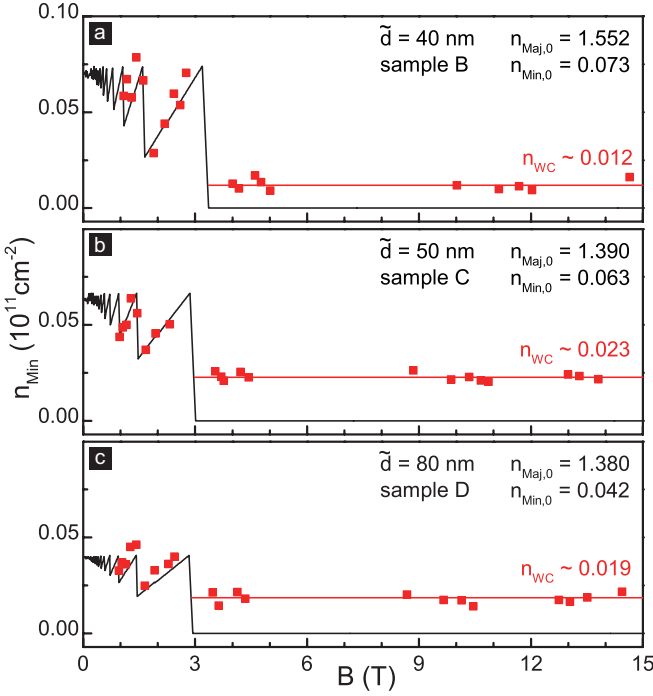 a
d̃ = 40 nm n_Maj,0 = 1.552
sample B n_Min,0 = 0.073
n_WC ~ 0.012
0.10
0.05
0.00
b
d̃ = 50 nm n_Maj,0 = 1.390
sample C n_Min,0 = 0.063
n_WC ~ 0.023
0.05
0.00
n_Min (10^11 cm^-2)
c
d̃ = 80 nm n_Maj,0 = 1.380
sample D n_Min,0 = 0.042
n_WC ~ 0.019
0.05
0.00
0 3 6 9 12 15
B (T)